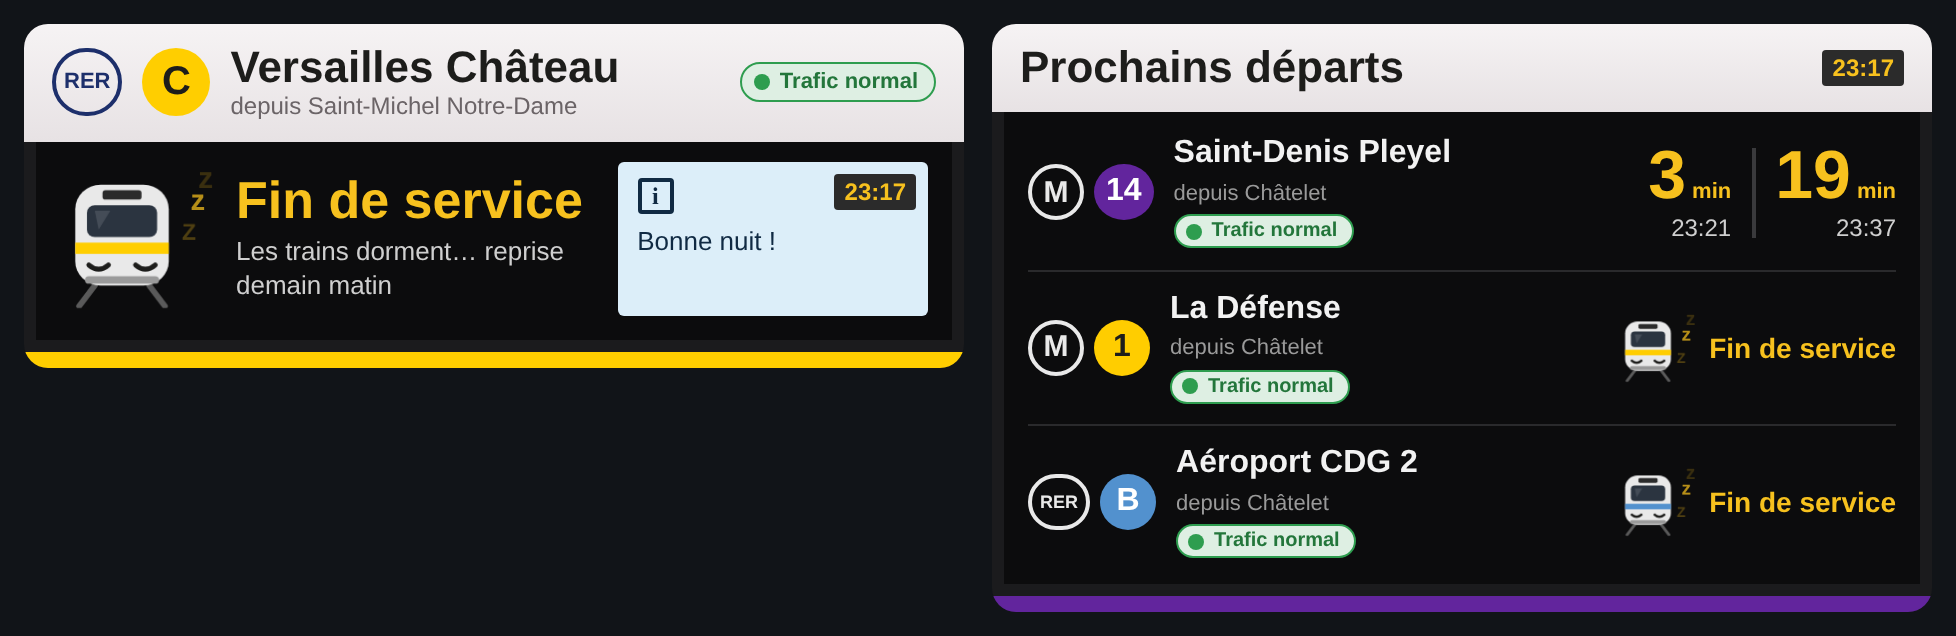 RER C Versailles Château
depuis Saint-Michel Notre-Dame
Trafic normal
z
z
z
Fin de service
Les trains dorment… reprise
demain matin
i
23:17
Bonne nuit !
Prochains départs
23:17
M 14 Saint-Denis Pleyel
depuis Châtelet
Trafic normal
3 min 19 min
23:21 23:37
M 1 La Défense
depuis Châtelet
Trafic normal
z
z
z
Fin de service
RER B Aéroport CDG 2
depuis Châtelet
Trafic normal
z
z
z
Fin de service